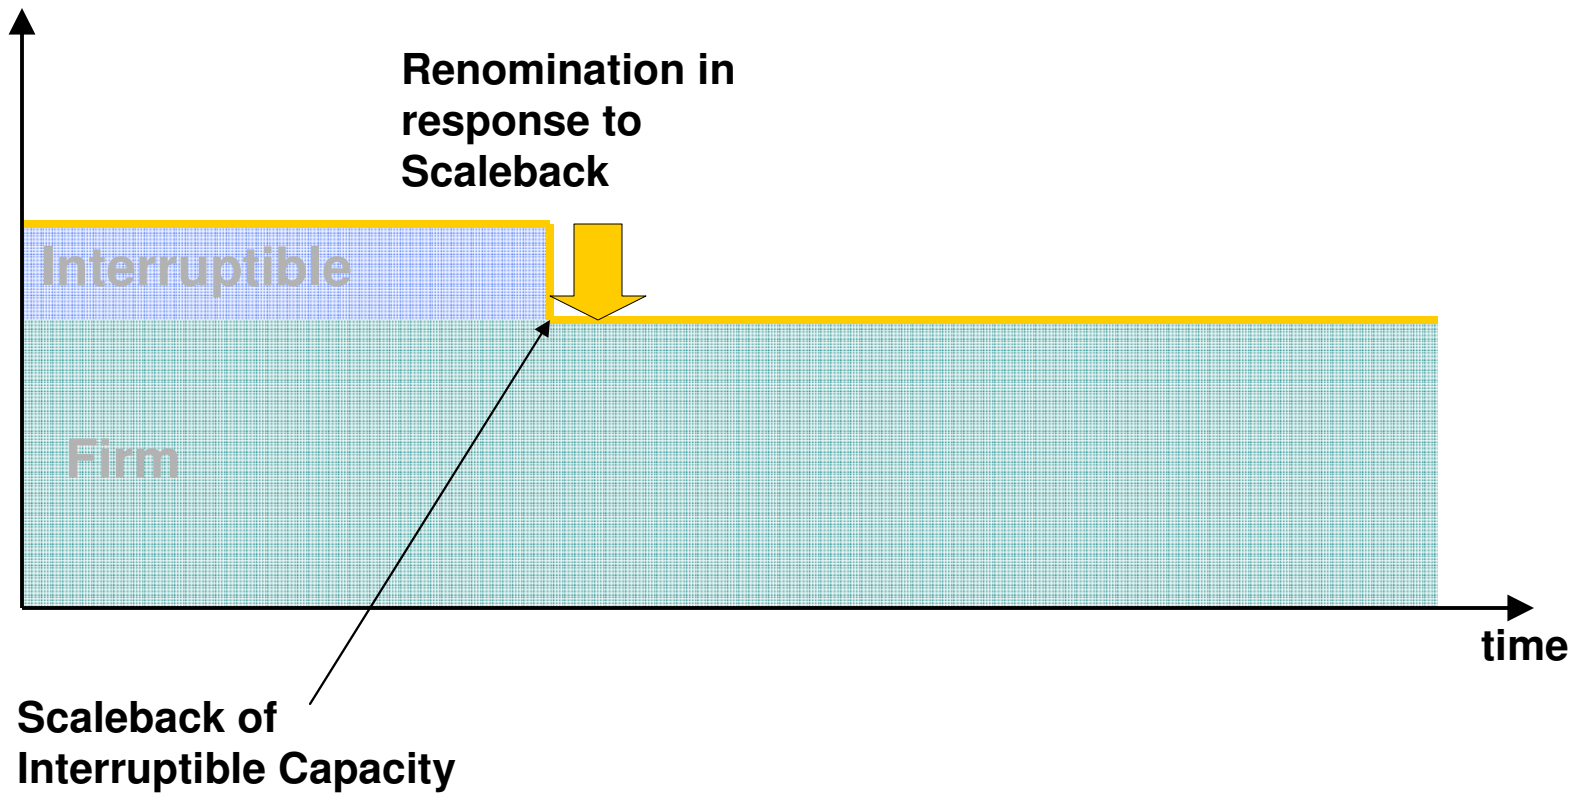 Renomination in
response to
Scaleback
Interruptible
Firm
time
Scaleback of
Interruptible Capacity